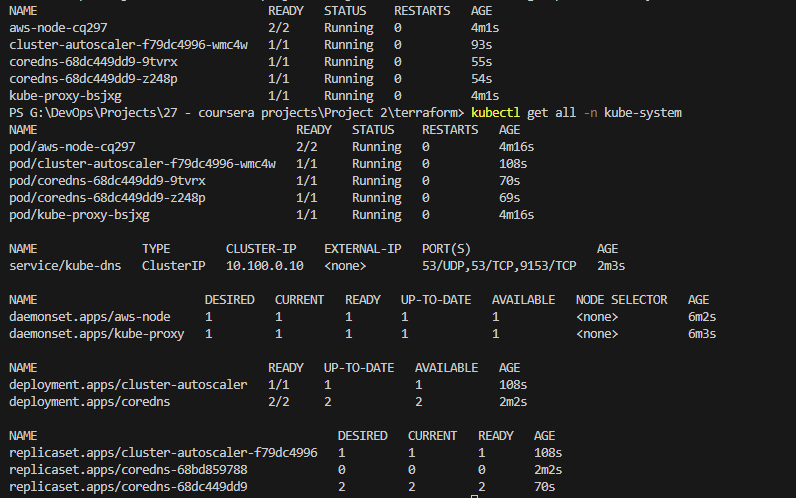 NAME READY STATUS RESTARTS AGE
aws-node-cq297 2/2 Running 0 4m1s
cluster-autoscaler-f79dc4996-wmc4w 1/1 Running 0 93s
coredns-68dc449dd9-9tvrx 1/1 Running 0 55s
coredns-68dc449dd9-z248p 1/1 Running 0 54s
kube-proxy-bsjxg 1/1 Running 0 4m1s
PS G:\DevOps\Projects\27 - coursera projects\Project 2\terraform> kubectl get all -n kube-system
NAME READY STATUS RESTARTS AGE
pod/aws-node-cq297 2/2 Running 0 4m16s
pod/cluster-autoscaler-f79dc4996-wmc4w 1/1 Running 0 108s
pod/coredns-68dc449dd9-9tvrx 1/1 Running 0 70s
pod/coredns-68dc449dd9-z248p 1/1 Running 0 69s
pod/kube-proxy-bsjxg 1/1 Running 0 4m16s
NAME TYPE CLUSTER-IP EXTERNAL-IP PORT(S) AGE
service/kube-dns ClusterIP 10.100.0.10 <none> 53/UDP,53/TCP,9153/TCP 2m3s
NAME DESIRED CURRENT READY UP-TO-DATE AVAILABLE NODE SELECTOR AGE
daemonset.apps/aws-node 1 1 1 1 1 <none> 6m2s
daemonset.apps/kube-proxy 1 1 1 1 1 <none> 6m3s
NAME READY UP-TO-DATE AVAILABLE AGE
deployment.apps/cluster-autoscaler 1/1 1 1 108s
deployment.apps/coredns 2/2 2 2 2m2s
NAME DESIRED CURRENT READY AGE
replicaset.apps/cluster-autoscaler-f79dc4996 1 1 1 108s
replicaset.apps/coredns-68bd859788 0 0 0 2m2s
replicaset.apps/coredns-68dc449dd9 2 2 2 70s